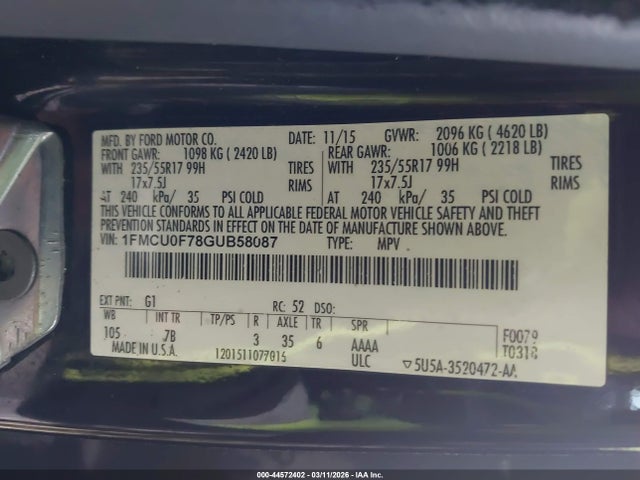 MFD. BY FORD MOTOR CO. DATE: 11/15 GVWR: 2096 KG ( 4620 LB)
FRONT GAWR: 1098 KG ( 2420 LB) REAR GAWR: 1006 KG ( 2218 LB)
WITH 235/55R17 99H TIRES WITH 235/55R17 99H TIRES
17x7.5J RIMS 17x7.5J RIMS
AT 240 kPa/ 35 PSI COLD AT 240 kPa/ 35 PSI COLD
THIS VEHICLE CONFORMS TO ALL APPLICABLE FEDERAL MOTOR VEHICLE SAFETY AND THEFT
PREVENTION STANDARDS IN EFFECT ON THE DATE OF MANUFACTURE SHOWN ABOVE.
VIN: 1FMCU0F78GUB58087 TYPE: MPV
EXT PNT: G1 RC: 52 DSO:
WB INT TR TP/PS R AXLE TR SPR
105 7B 3 35 6 AAAA F0079
MADE IN U.S.A. 1201511077016 ULC T0318
5U5A-3520472-AA
000-44572402 - 03/11/2026 - IAA Inc.